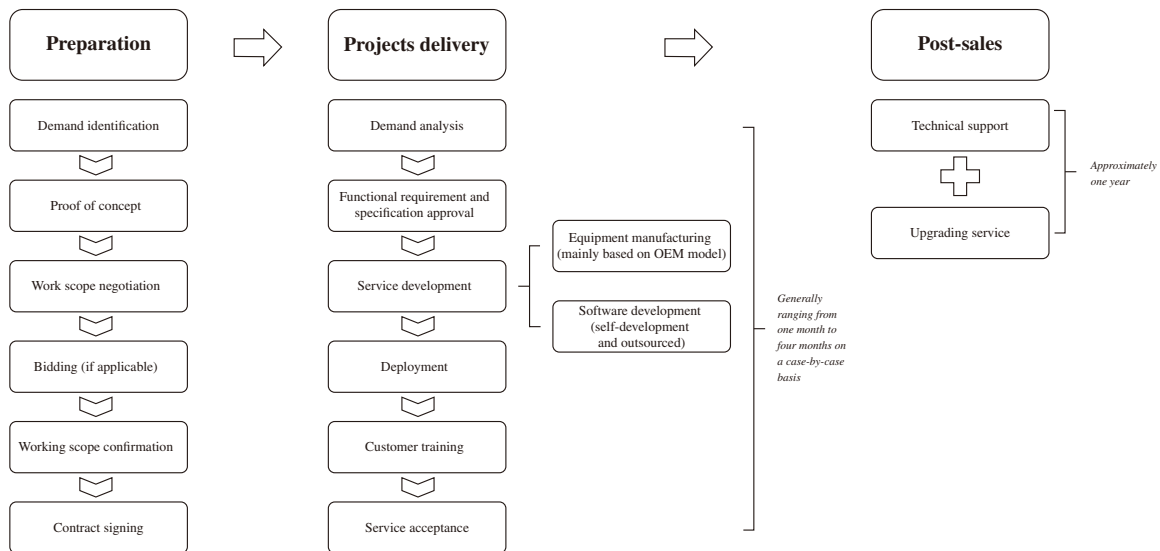 Preparation
Projects delivery
Post-sales
Demand identification
Proof of concept
Work scope negotiation
Bidding (if applicable)
Working scope confirmation
Contract signing
Demand analysis
Functional requirement and
specification approval
Service development
Deployment
Customer training
Service acceptance
Equipment manufacturing
(mainly based on OEM model)
Software development
(self-development
and outsourced)
Generally
ranging from
one month to
four months on
a case-by-case
basis
Technical support
Upgrading service
Approximately
one year